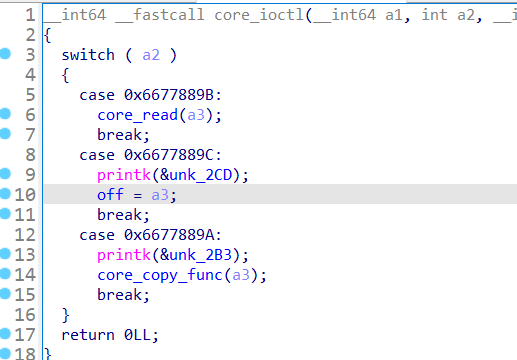 1 __int64 __fastcall core_ioctl(__int64 a1, int a2, __i
2 {
3 switch ( a2 )
4 {
5 case 0x6677889B:
6 core_read(a3);
7 break;
8 case 0x6677889C:
9 printk(&unk_2CD);
10 off = a3;
11 break;
12 case 0x6677889A:
13 printk(&unk_2B3);
14 core_copy_func(a3);
15 break;
16 }
17 return 0LL;
18 }